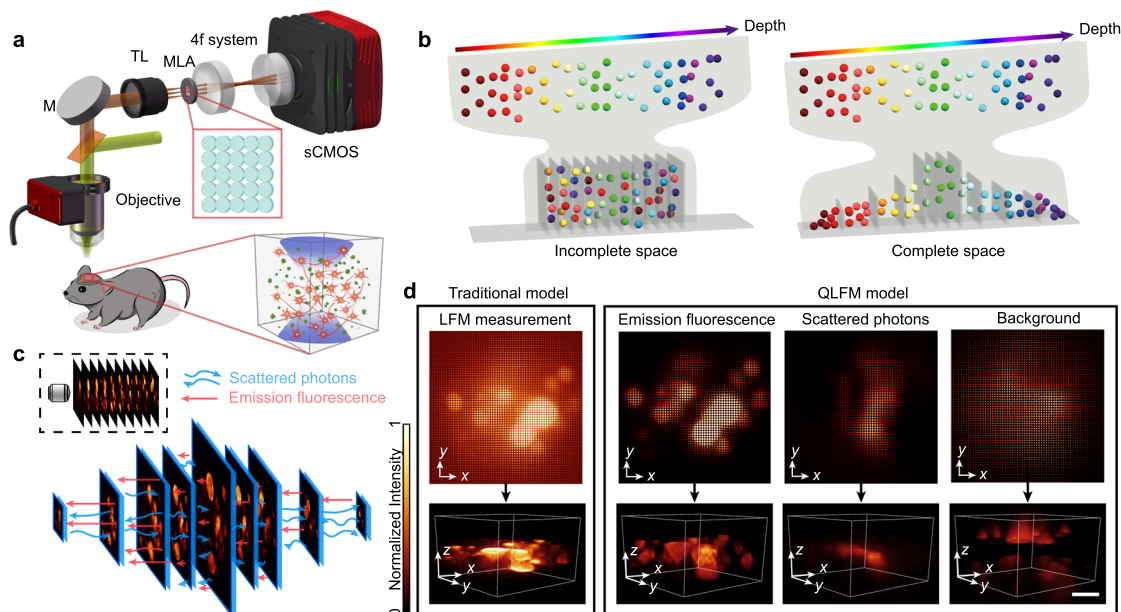 a
TL
MLA
4f system
M
sCMOS
Objective
b
Depth
Depth
Incomplete space
Complete space
c
Scattered photons
Emission fluorescence
d
Traditional model
QLFM model
LFM measurement
Emission fluorescence
Scattered photons
Background
Normalized Intensity
1
0
y
x
y
x
y
x
y
x
z
x
y
z
x
y
z
x
y
z
x
y